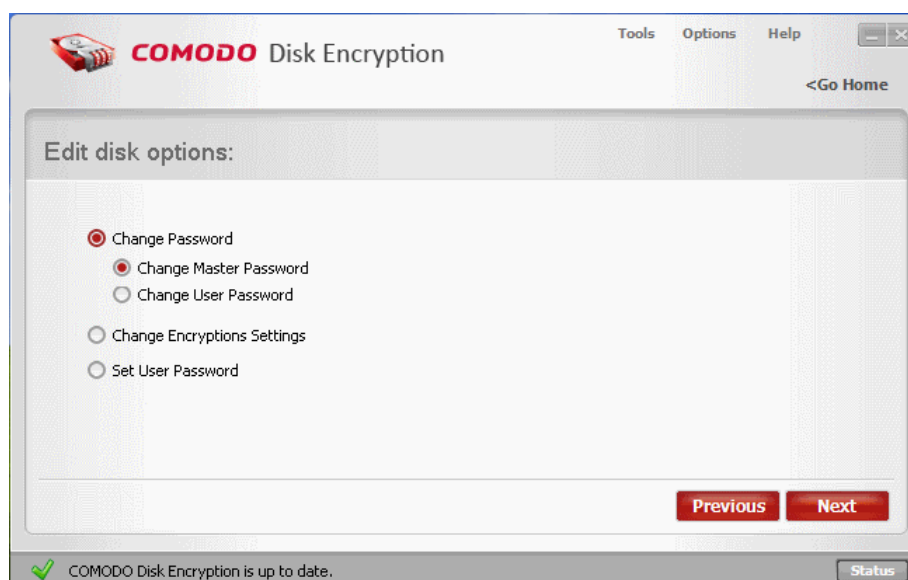 COMODO Disk Encryption
Tools Options Help
<Go Home
Edit disk options:
Change Password
Change Master Password
Change User Password
Change Encryptions Settings
Set User Password
Previous Next
COMODO Disk Encryption is up to date. Status